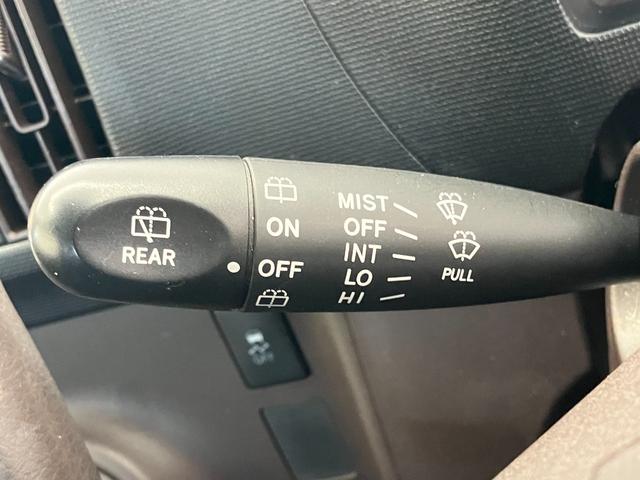 REAR
ON
OFF
MIST
OFF
INT
LO
HI
PULL